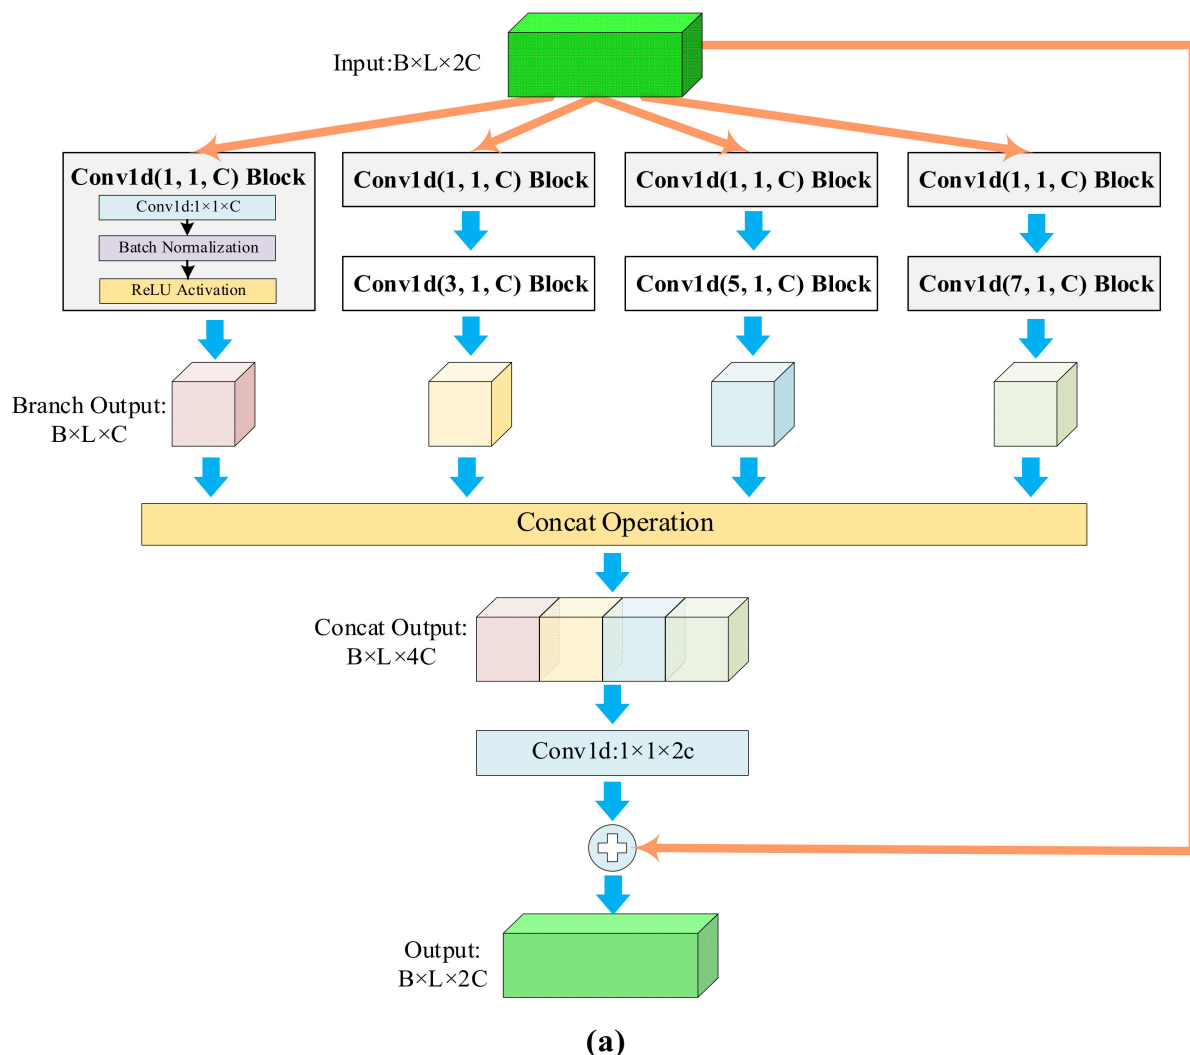 Input:B×L×2C
Conv1d(1, 1, C) Block
Conv1d:1×1×C
Batch Normalization
ReLU Activation
Conv1d(1, 1, C) Block
Conv1d(1, 1, C) Block
Conv1d(1, 1, C) Block
Conv1d(3, 1, C) Block
Conv1d(5, 1, C) Block
Conv1d(7, 1, C) Block
Branch Output:
B×L×C
Concat Operation
Concat Output:
B×L×4C
Conv1d:1×1×2c
Output:
B×L×2C
(a)